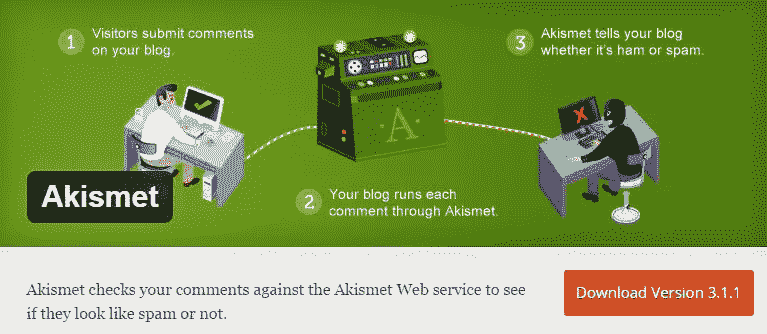 1 Visitors submit comments
on your blog.
3 Akismet tells your blog
whether it's ham or spam.
A
Akismet
2 Your blog runs each
comment through Akismet.
Akismet checks your comments against the Akismet Web service to see
if they look like spam or not.
Download Version 3.1.1